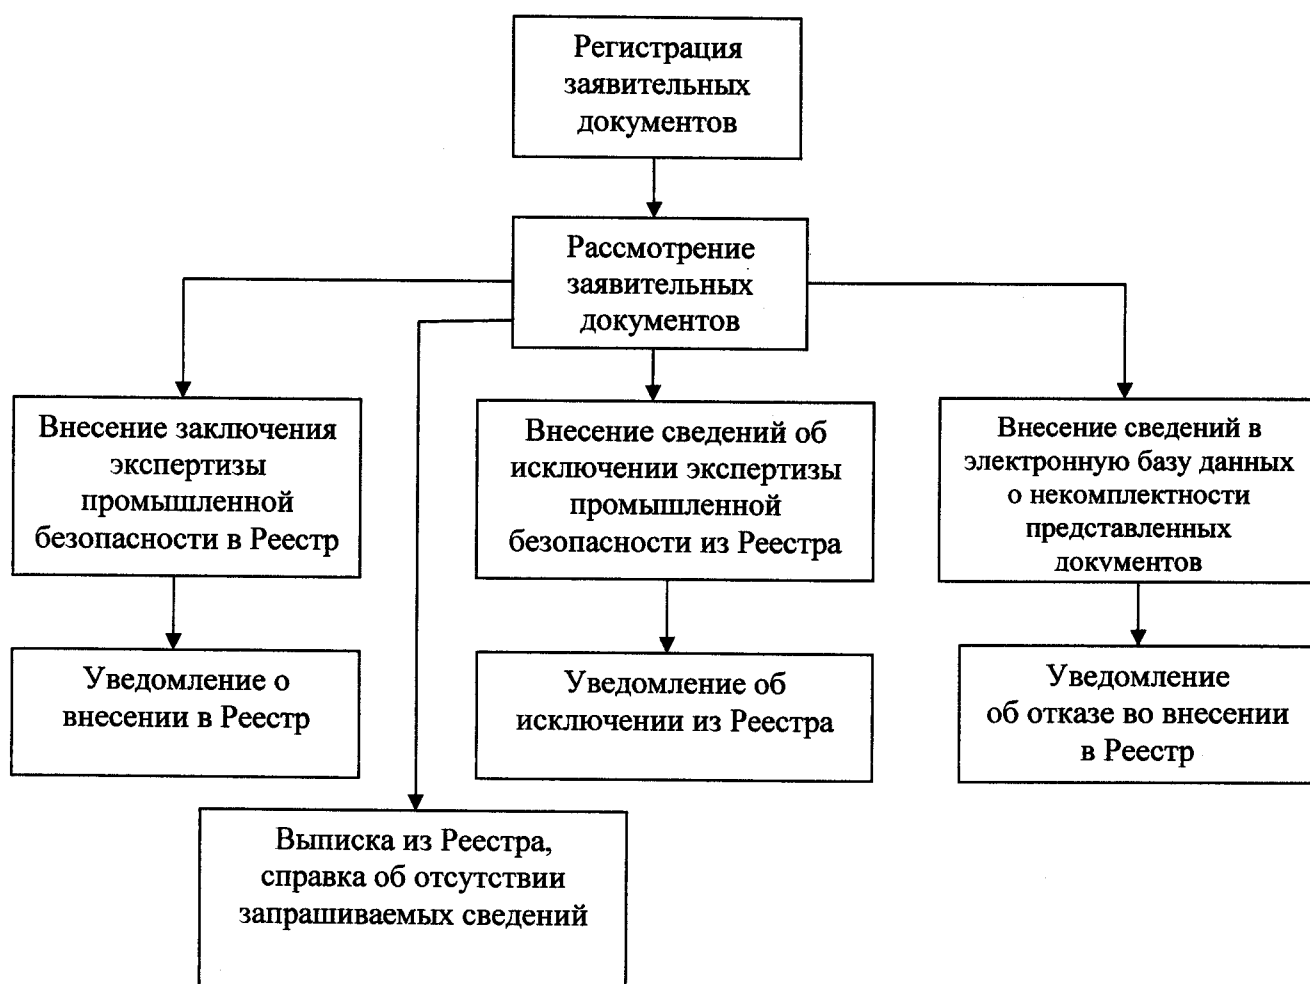 Регистрация
заявительных
документов
Рассмотрение
заявительных
документов
Внесение заключения
экспертизы
промышленной
безопасности в Реестр
Внесение сведений об
исключении экспертизы
промышленной
безопасности из Реестра
Внесение сведений в
электронную базу данных
о некомплектности
представленных
документов
Уведомление о
внесении в Реестр
Уведомление об
исключении из Реестра
Уведомление
об отказе во внесении
в Реестр
Выписка из Реестра,
справка об отсутствии
запрашиваемых сведений